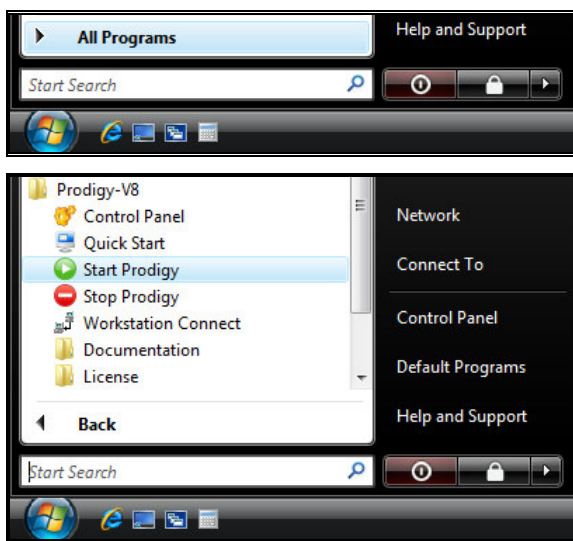 All Programs
Help and Support
Start Search
Prodigy-V8
Control Panel
Quick Start
Start Prodigy
Stop Prodigy
Workstation Connect
Documentation
License
Back
Network
Connect To
Control Panel
Default Programs
Help and Support
Start Search